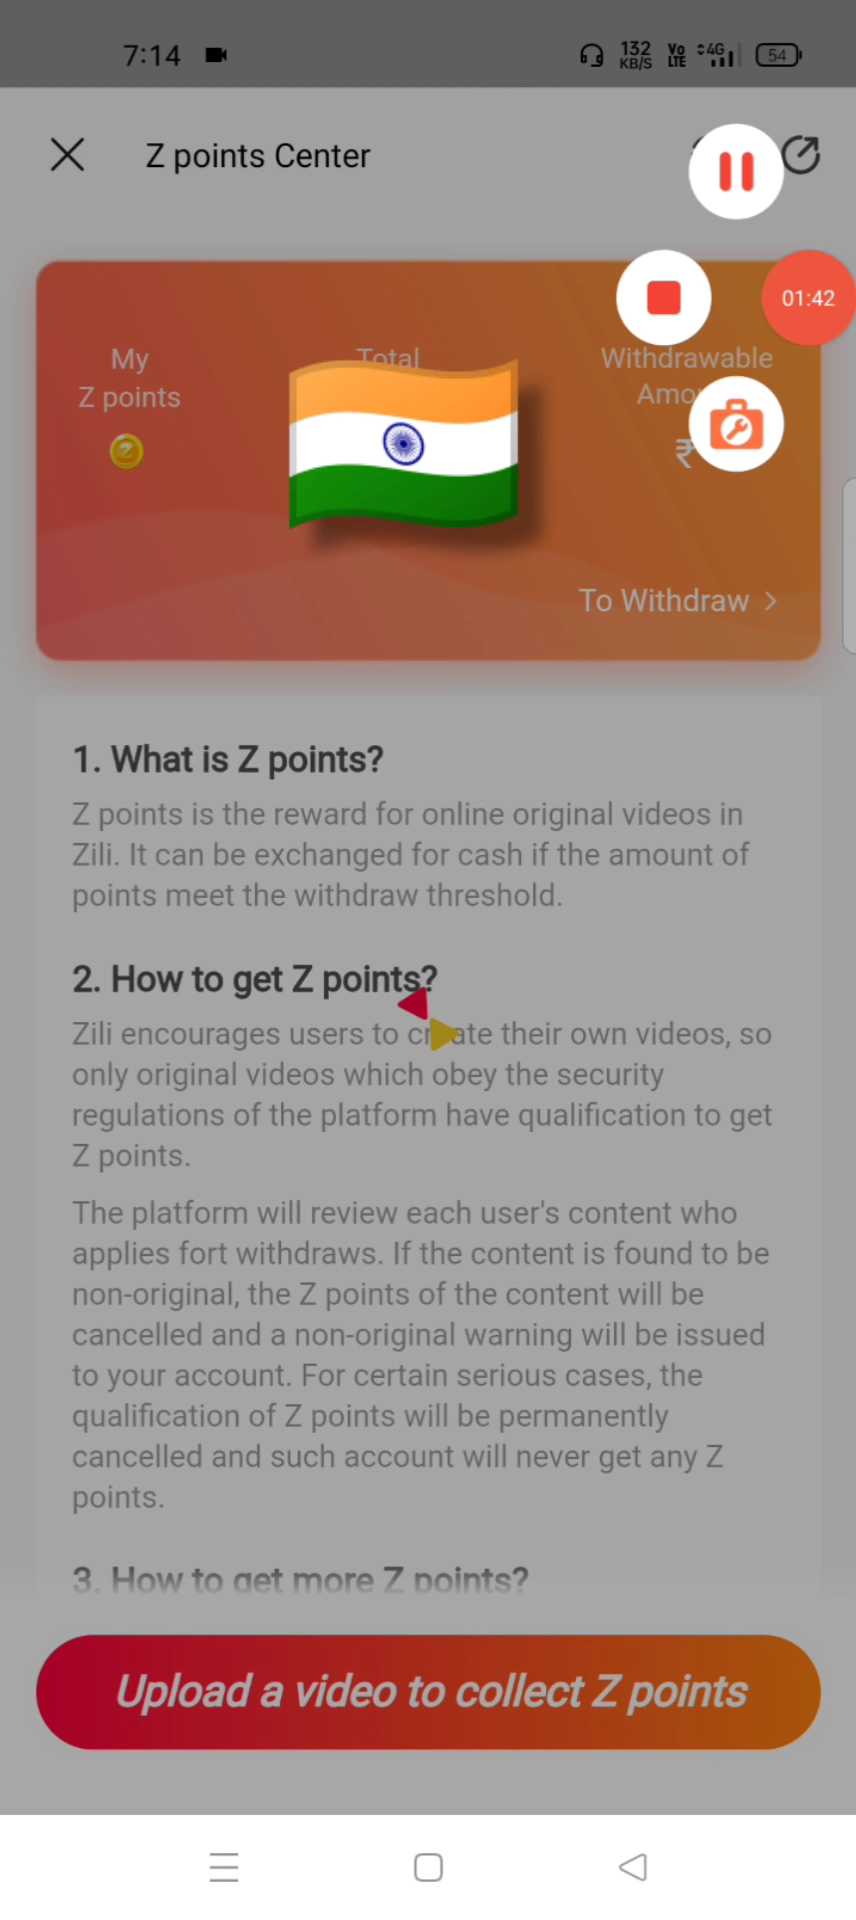 7:14
132
KB/S
Vo
LTE
4G
54
Z points Center
01:42
My
Z points
Total
Withdrawable
₹
To Withdraw >
1. What is Z points?
Z points is the reward for online original videos in
Zili. It can be exchanged for cash if the amount of
points meet the withdraw threshold.
2. How to get Z points?
Zili encourages users to their own videos, so
only original videos which obey the security
regulations of the platform have qualification to get
Z points.
The platform will review each user's content who
applies fort withdraws. If the content is found to be
non-original, the Z points of the content will be
cancelled and a non-original warning will be issued
to your account. For certain serious cases, the
qualification of Z points will be permanently
cancelled and such account will never get any Z
points.
3. How to get more Z points?
Upload a video to collect Z points